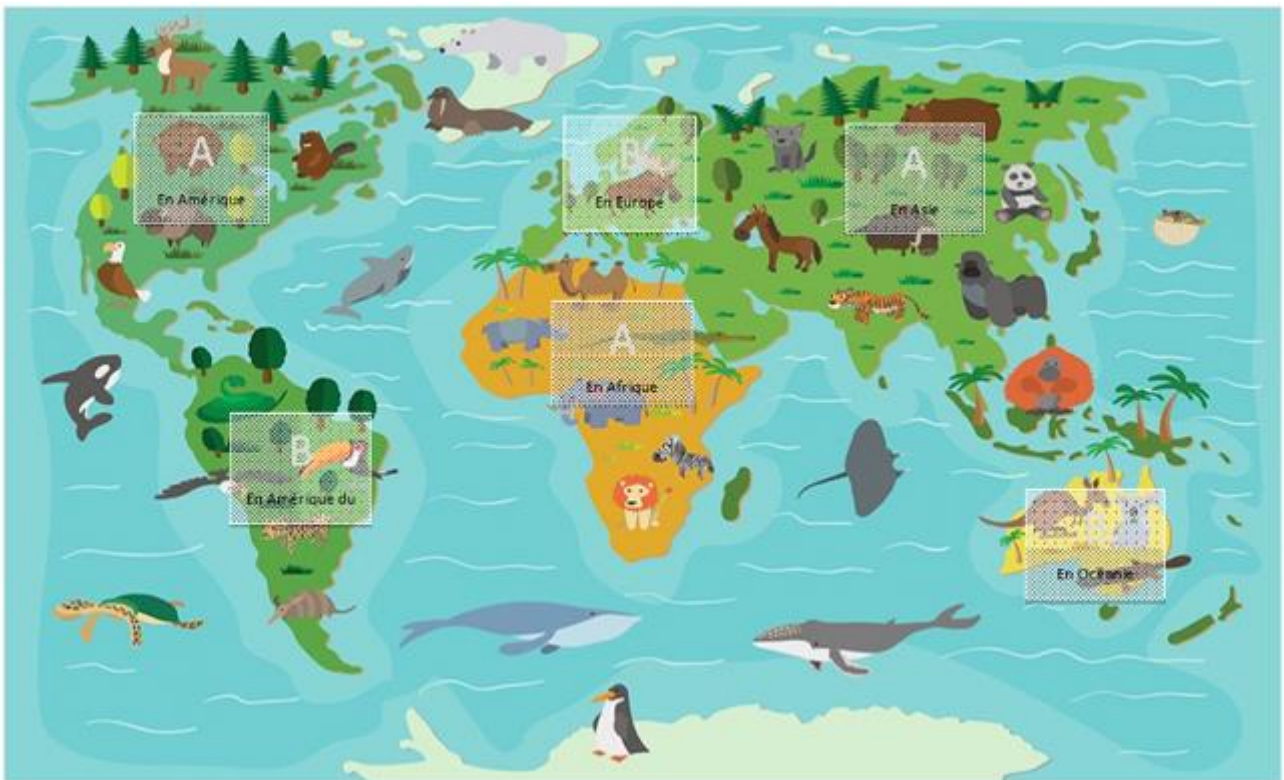 A
En Amérique
B
En Europe
A
En Asie
A
En Afrique
B
En Amérique du
En Océanie